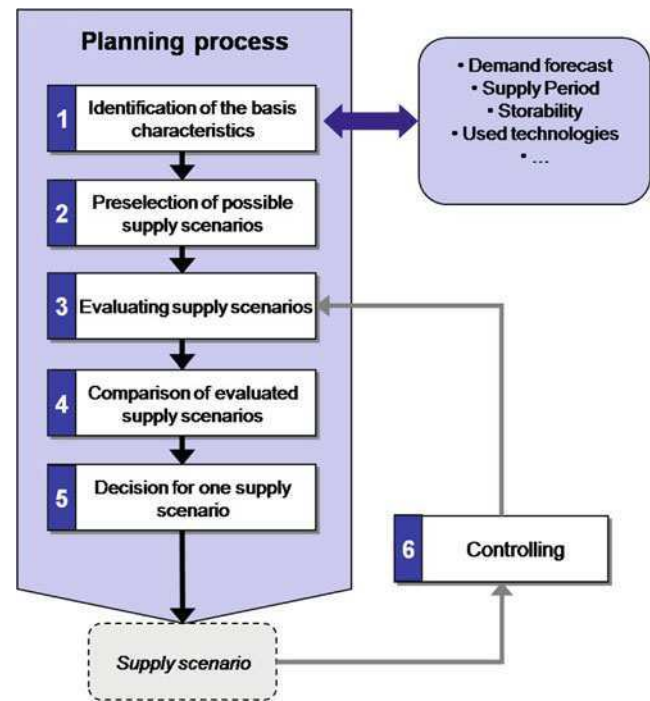 Planning process
1
Identification of the basis
characteristics
• Demand forecast
• Supply Period
• Storability
• Used technologies
• ...
2
Preselection of possible
supply scenarios
3
Evaluating supply scenarios
4
Comparison of evaluated
supply scenarios
5
Decision for one supply
scenario
6
Controlling
Supply scenario